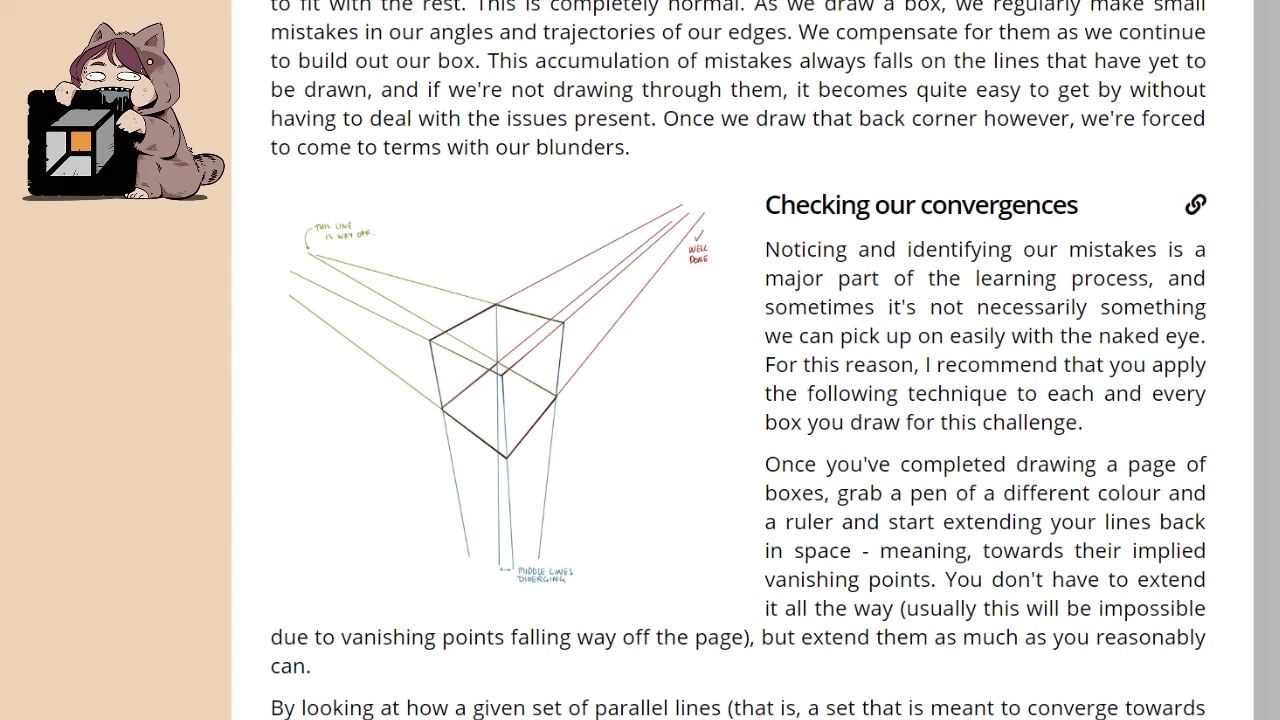 to fit with the rest. This is completely normal. As we draw a box, we regularly make small
mistakes in our angles and trajectories of our edges. We compensate for them as we continue
to build out our box. This accumulation of mistakes always falls on the lines that have yet to
be drawn, and if we're not drawing through them, it becomes quite easy to get by without
having to deal with the issues present. Once we draw that back corner however, we're forced
to come to terms with our blunders.
THIS LINE
IS WAY OFF.
WELL
DONE
MIDDLE LINES
DIVERGING
Checking our convergences
Noticing and identifying our mistakes is a
major part of the learning process, and
sometimes it's not necessarily something
we can pick up on easily with the naked eye.
For this reason, I recommend that you apply
the following technique to each and every
box you draw for this challenge.
Once you've completed drawing a page of
boxes, grab a pen of a different colour and
a ruler and start extending your lines back
in space - meaning, towards their implied
vanishing points. You don't have to extend
it all the way (usually this will be impossible
due to vanishing points falling way off the page), but extend them as much as you reasonably
can.
By looking at how a given set of parallel lines (that is, a set that is meant to converge towards